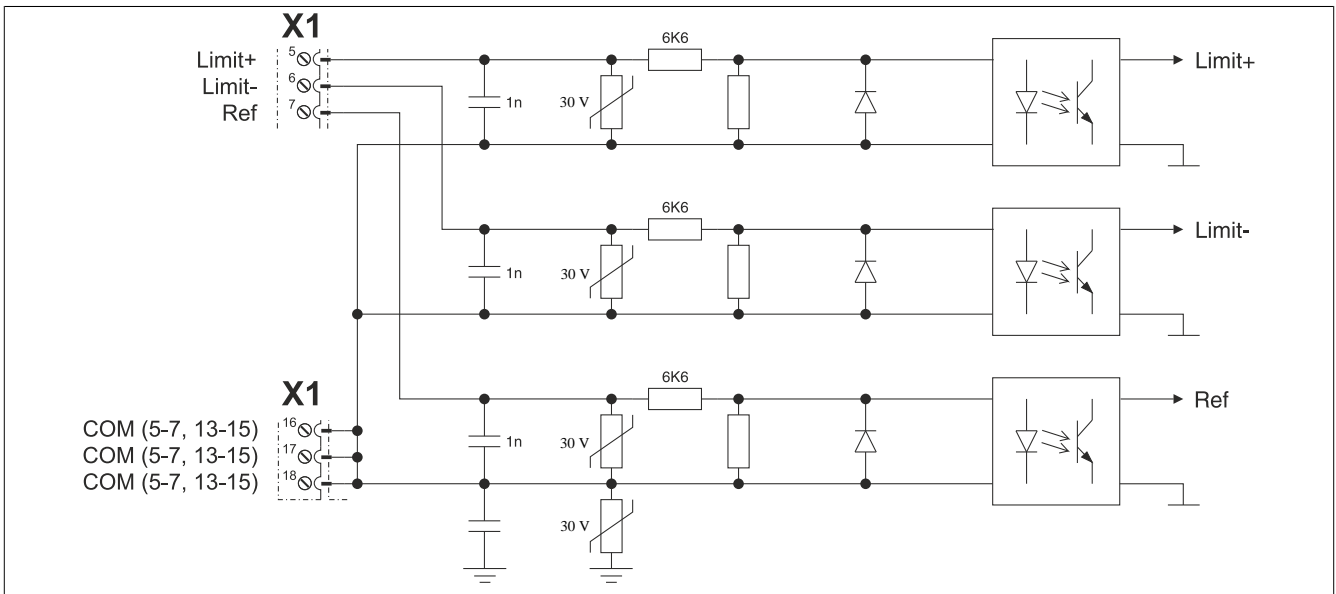 X1
5
Limit+
6
Limit-
7
Ref
1n
30 V
6K6
Limit+
1n
30 V
6K6
Limit-
X1
16
COM (5-7, 13-15)
17
COM (5-7, 13-15)
18
COM (5-7, 13-15)
1n
30 V
6K6
Ref
30 V